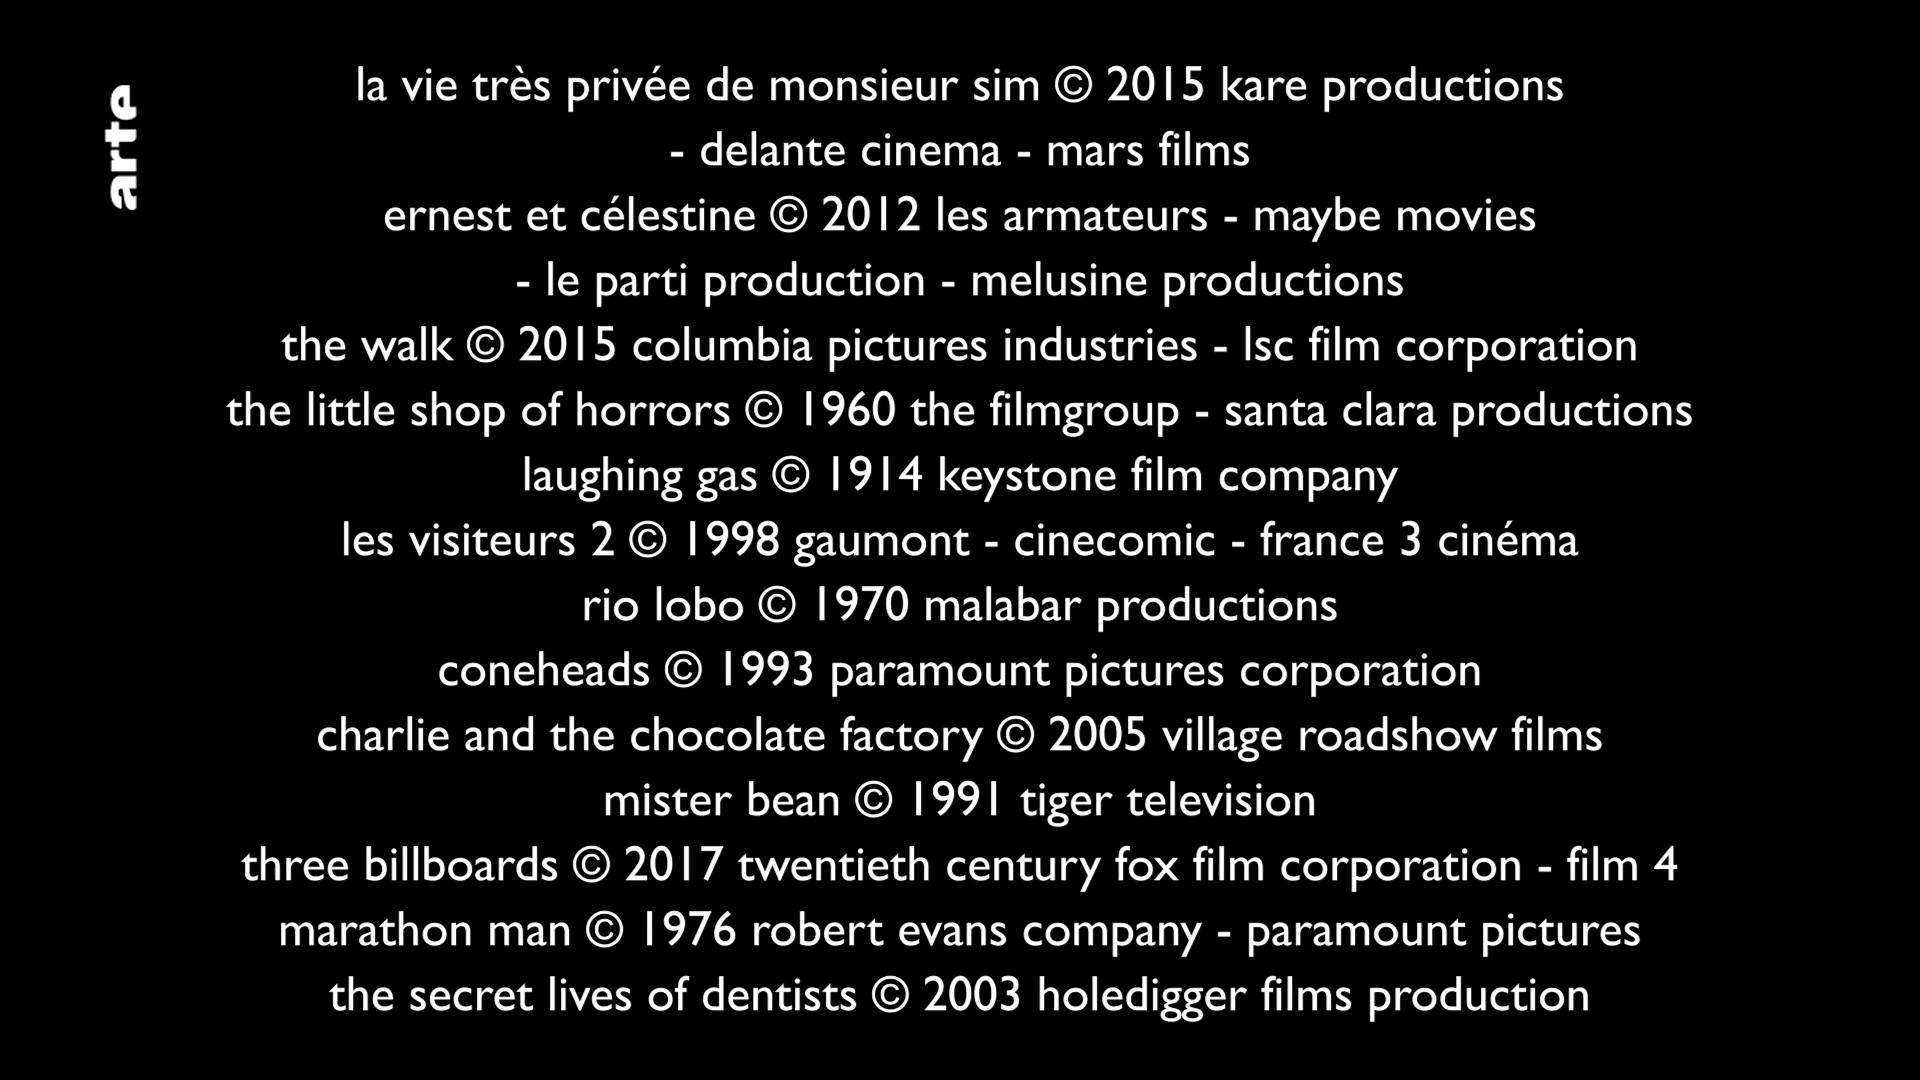 arte
la vie très privée de monsieur sim © 2015 kare productions
- delante cinema - mars films
ernest et célestine © 2012 les armateurs - maybe movies
- le parti production - melusine productions
the walk © 2015 columbia pictures industries - lsc film corporation
the little shop of horrors © 1960 the filmgroup - santa clara productions
laughing gas © 1914 keystone film company
les visiteurs 2 © 1998 gaumont - cinecomic - france 3 cinéma
rio lobo © 1970 malabar productions
coneheads © 1993 paramount pictures corporation
charlie and the chocolate factory © 2005 village roadshow films
mister bean © 1991 tiger television
three billboards © 2017 twentieth century fox film corporation - film 4
marathon man © 1976 robert evans company - paramount pictures
the secret lives of dentists © 2003 holedigger films production